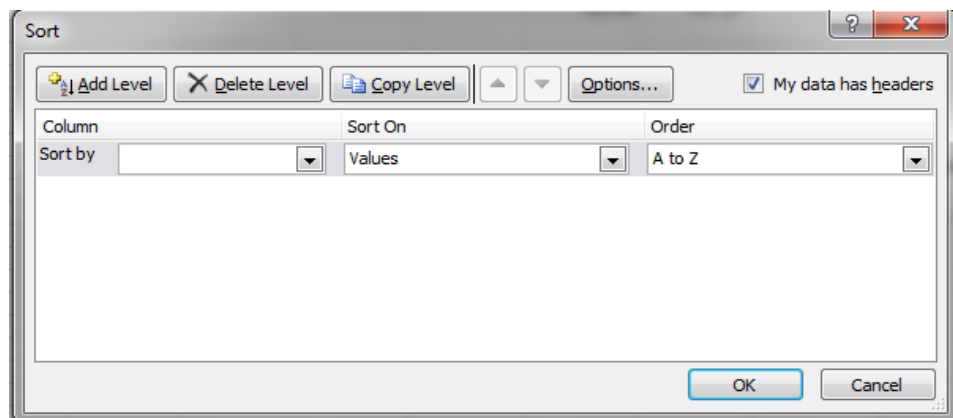 Sort
Add Level Delete Level Copy Level Options... My data has headers
Column Sort On Order
Sort by Values A to Z
OK Cancel